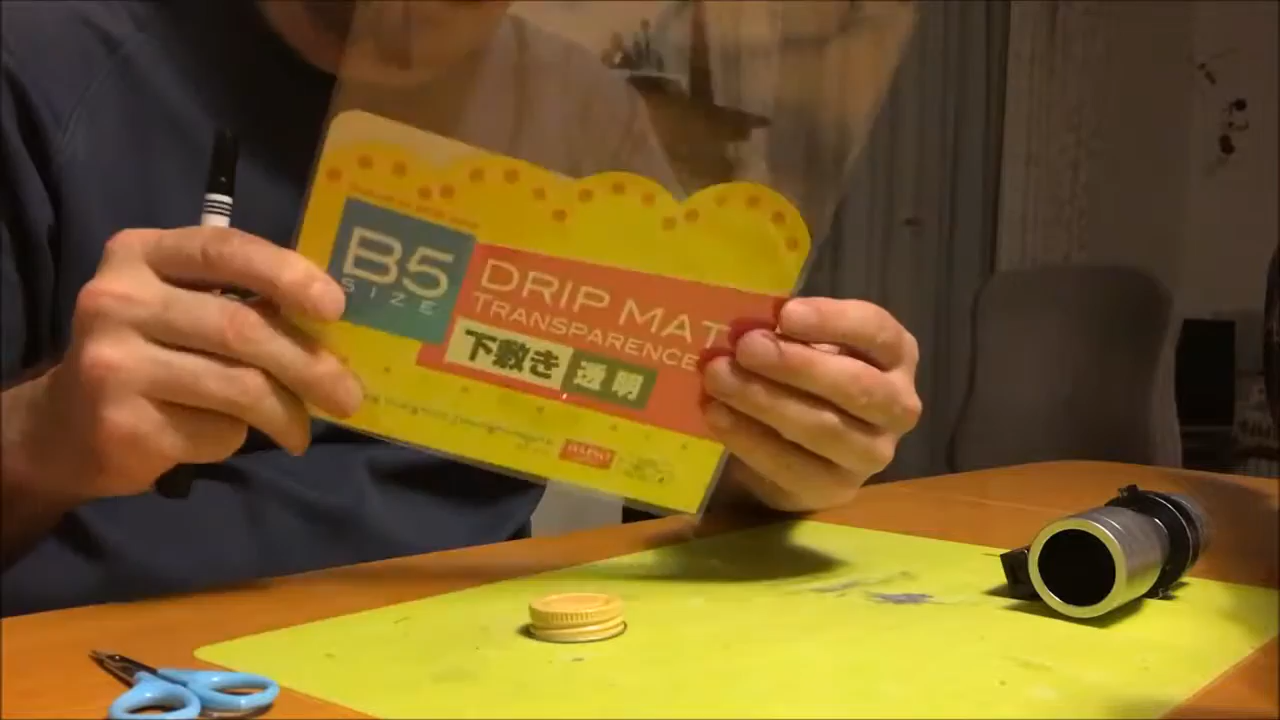 B5
SIZE
DRIP MAT
TRANSPARENCE
下敷き 透明